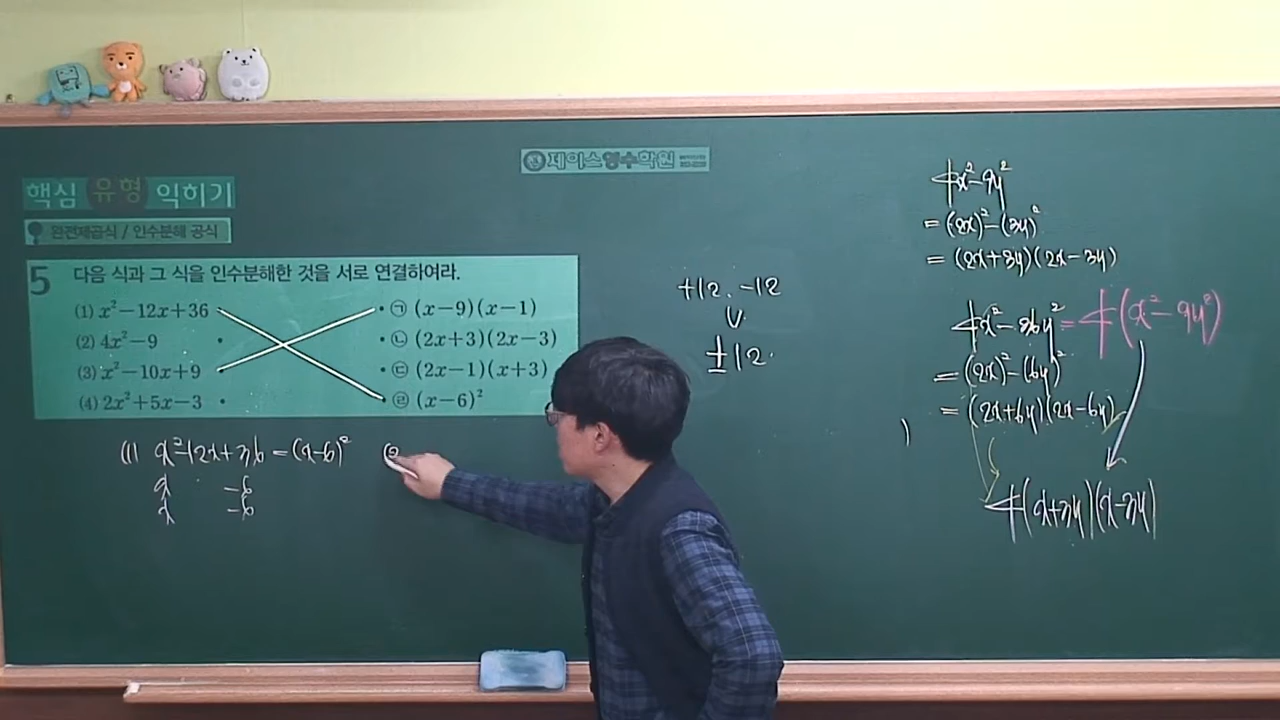 제이스영수학원
핵심 유형 익히기
완전제곱식 / 인수분해 공식
5 다음 식과 그 식을 인수분해한 것을 서로 연결하여라.
(1) x²-12x+36 · · ㉠ (x-9)(x-1)
(2) 4x²-9 · · ㉡ (2x+3)(2x-3)
(3) x²-10x+9 · · ㉢ (2x-1)(x+3)
(4) 2x²+5x-3 · · ㉣ (x-6)²
(1) x²-12x+36=(x-6)² (2
x -6
x -6
+12. -12
∨
±12.
4x²-9y²
=(2x)²-(3y)²
=(2x+3y)(2x-3y)
4x²-36y²=4(x²-9y²)
=(2x)²-(6y)²
=(2x+6y)(2x-6y)
4(x+3y)(x-3y)